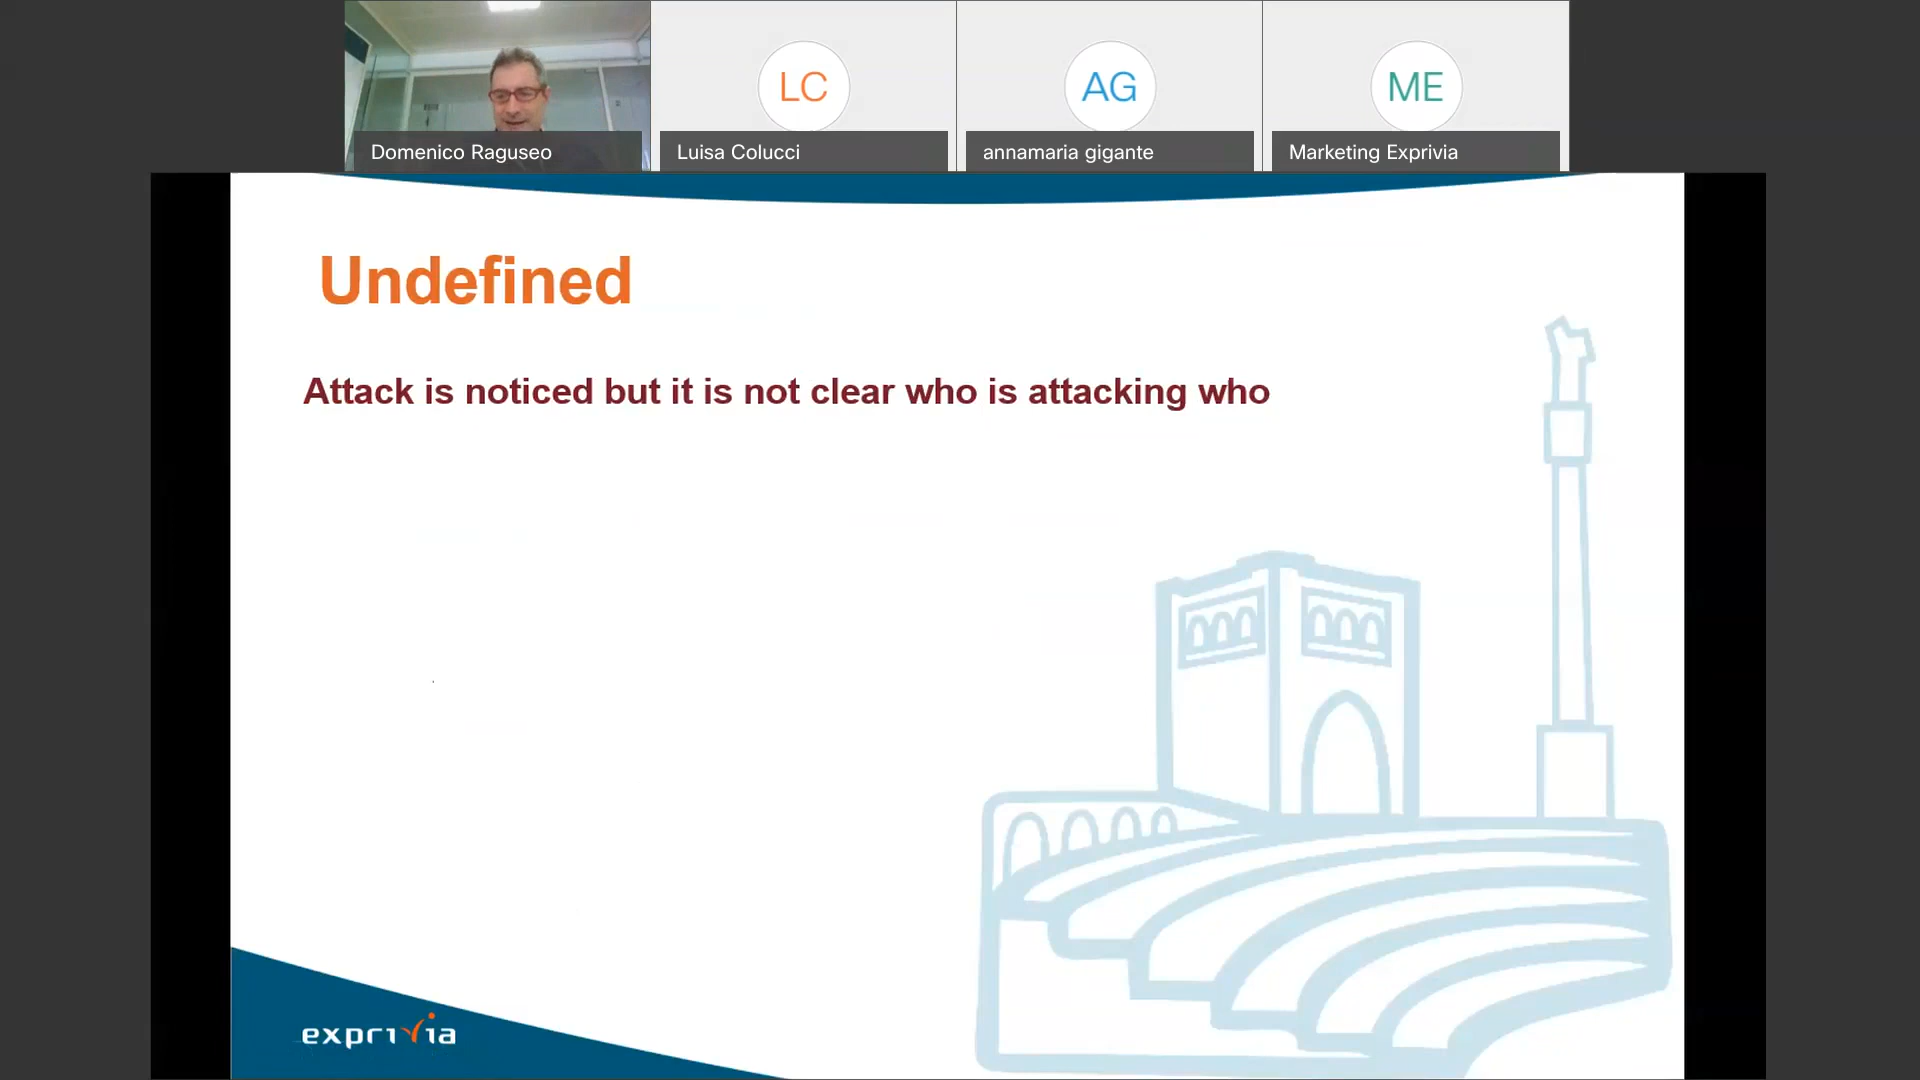 LC
AG
ME
Domenico Raguseo
Luisa Colucci
annamaria gigante
Marketing Exprivia
Undefined
Attack is noticed but it is not clear who is attacking who
exprivia